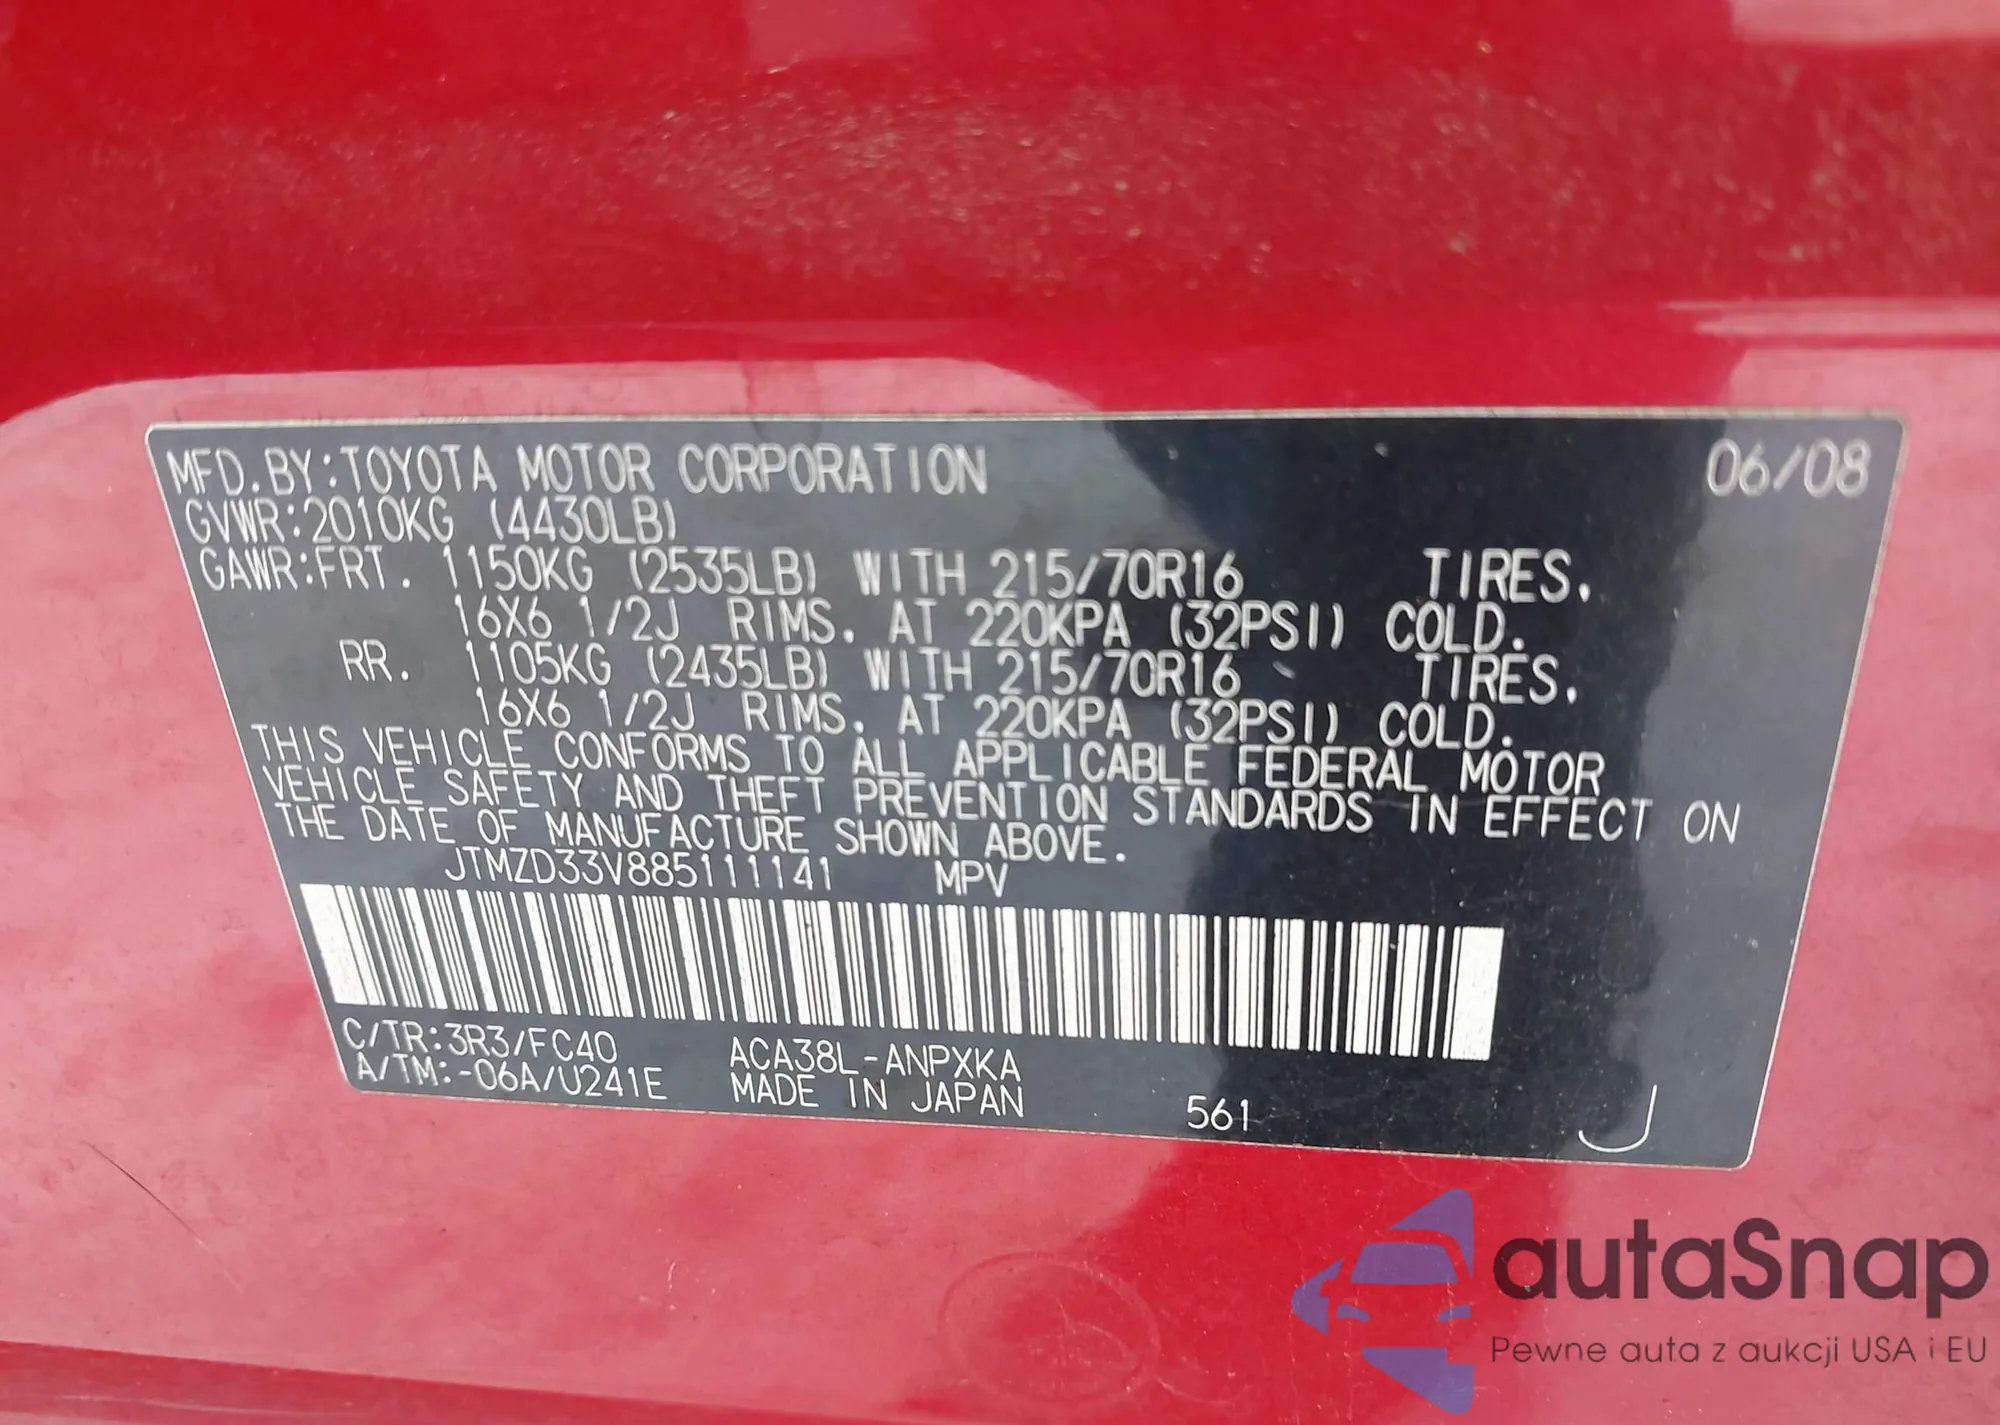 MFD.BY:TOYOTA MOTOR CORPORATION 06/08
GVWR:2010KG (4430LB)
GAWR:FRT. 1150KG (2535LB) WITH 215/70R16 TIRES.
16X6 1/2J RIMS. AT 220KPA (32PSI) COLD.
RR. 1105KG (2435LB) WITH 215/70R16 TIRES.
16X6 1/2J RIMS. AT 220KPA (32PSI) COLD.
THIS VEHICLE CONFORMS TO ALL APPLICABLE FEDERAL MOTOR
VEHICLE SAFETY AND THEFT PREVENTION STANDARDS IN EFFECT ON
THE DATE OF MANUFACTURE SHOWN ABOVE.
JTMZD33V885111141 MPV
C/TR:3R3/FC40 ACA38L-ANPXKA
A/TM:-06A/U241E MADE IN JAPAN 561 J
autaSnap
Pewne auta z aukcji USA i EU